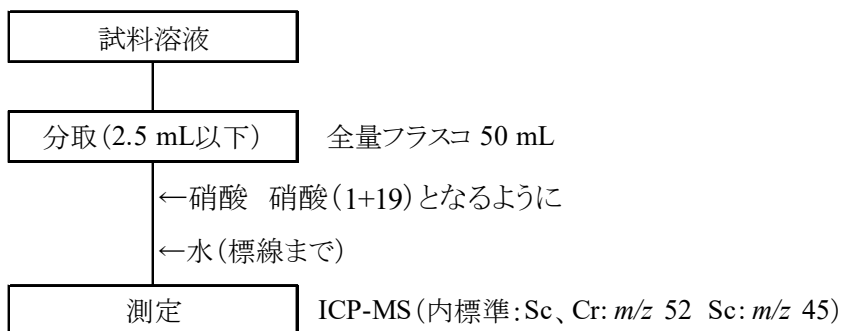 試料溶液
分取(2.5 mL以下) 全量フラスコ 50 mL
←硝酸 硝酸(1+19)となるように
←水(標線まで)
測定 ICP-MS(内標準:Sc、Cr: m/z 52 Sc: m/z 45)